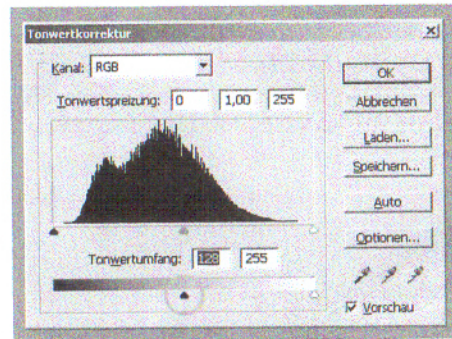 Tonwertkorrektur
Kanal: RGB
OK
Tonwertspreizung: 0 1,00 255
Abbrechen
Laden...
Speichern...
Auto
Tonwertumfang: 128 255
Optionen...
Vorschau